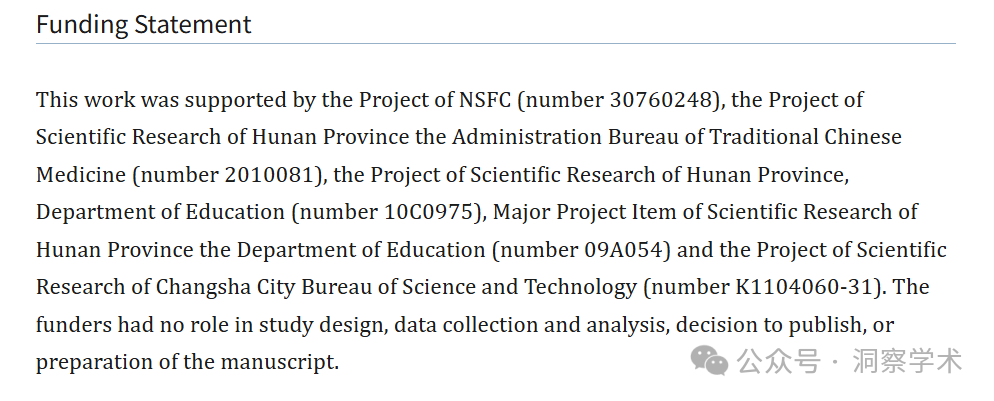 Funding Statement
This work was supported by the Project of NSFC (number 30760248), the Project of
Scientific Research of Hunan Province the Administration Bureau of Traditional Chinese
Medicine (number 2010081), the Project of Scientific Research of Hunan Province,
Department of Education (number 10C0975), Major Project Item of Scientific Research of
Hunan Province the Department of Education (number 09A054) and the Project of Scientific
Research of Changsha City Bureau of Science and Technology (number K1104060-31). The
funders had no role in study design, data collection and analysis, decision to publish, or
preparation of the manuscript.
公众号 · 洞察学术